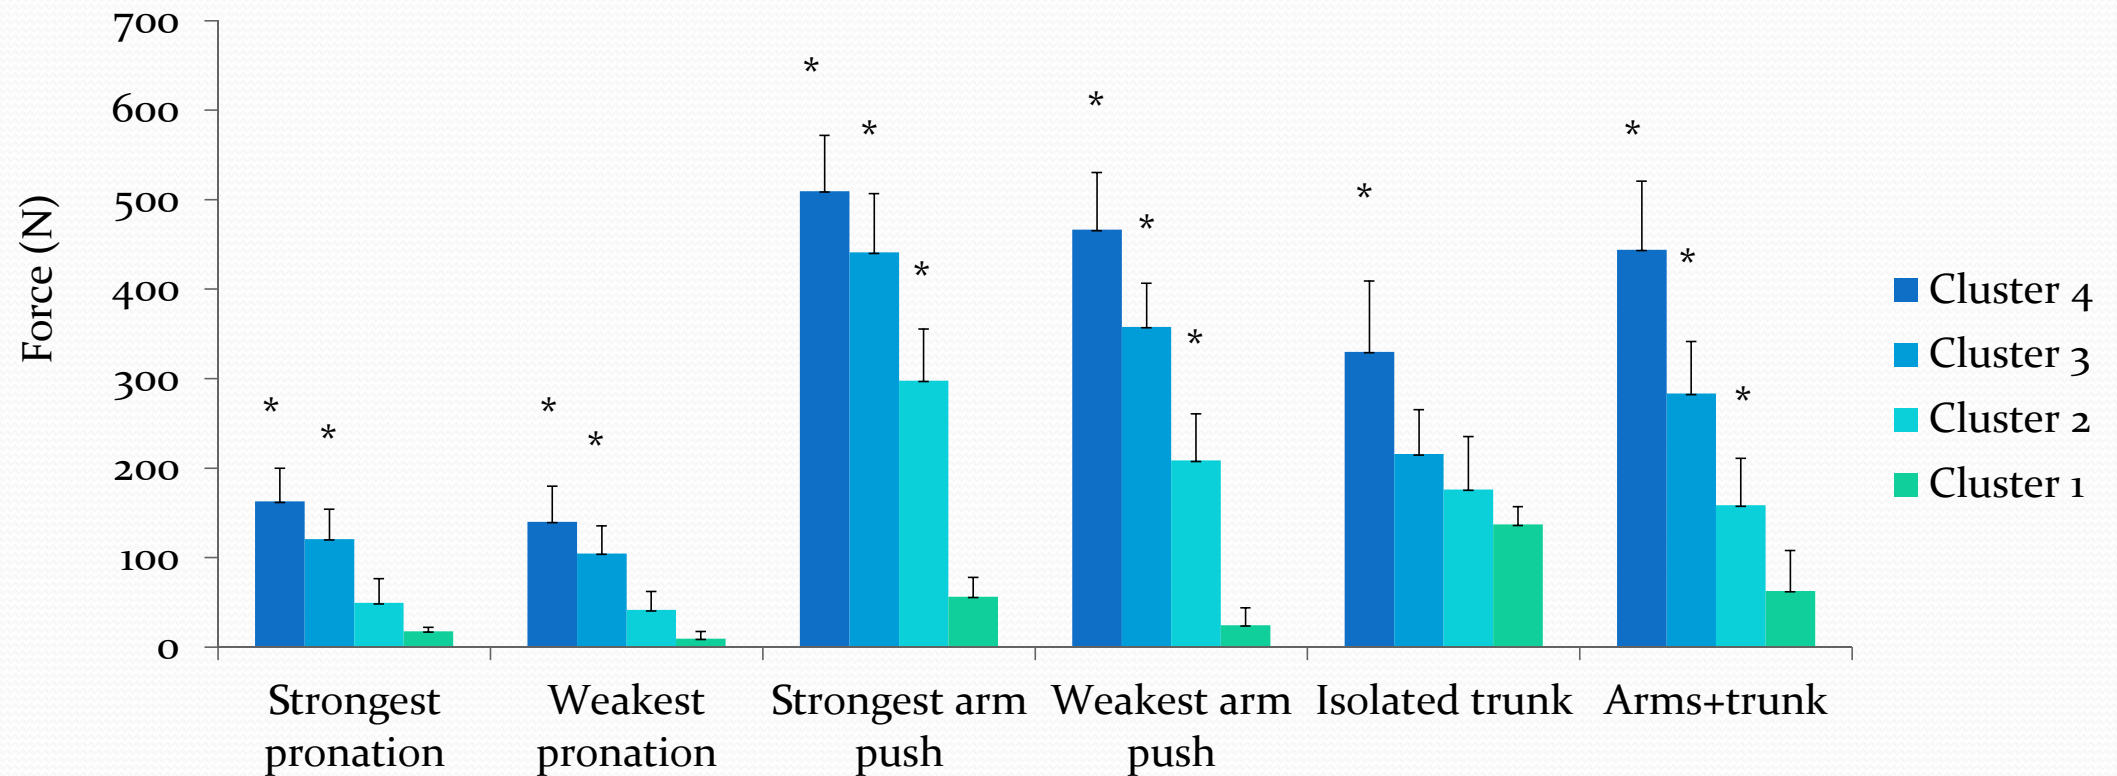 700
600
500
400
300
200
100
0
Force (N)
*
*
*
*
*
*
*
*
*
*
*
*
*
*
Strongest pronation
Weakest pronation
Strongest arm push
Weakest arm push
Isolated trunk
Arms+trunk
Cluster 4
Cluster 3
Cluster 2
Cluster 1